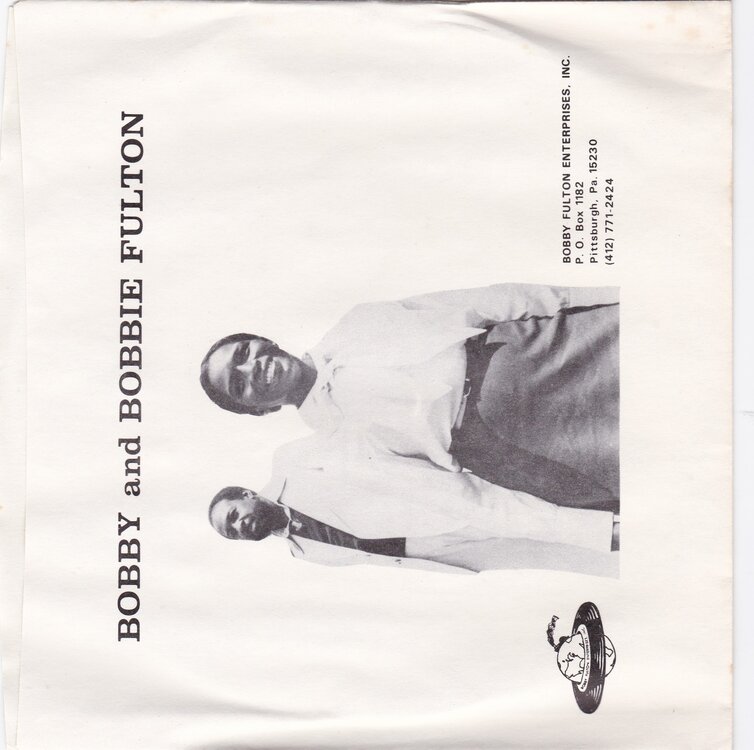 BOBBY and BOBBIE FULTON
BOBBY FULTON ENTERPRISES, INC.
P. O. Box 1182
Pittsburgh, Pa. 15230
(412) 771-2424